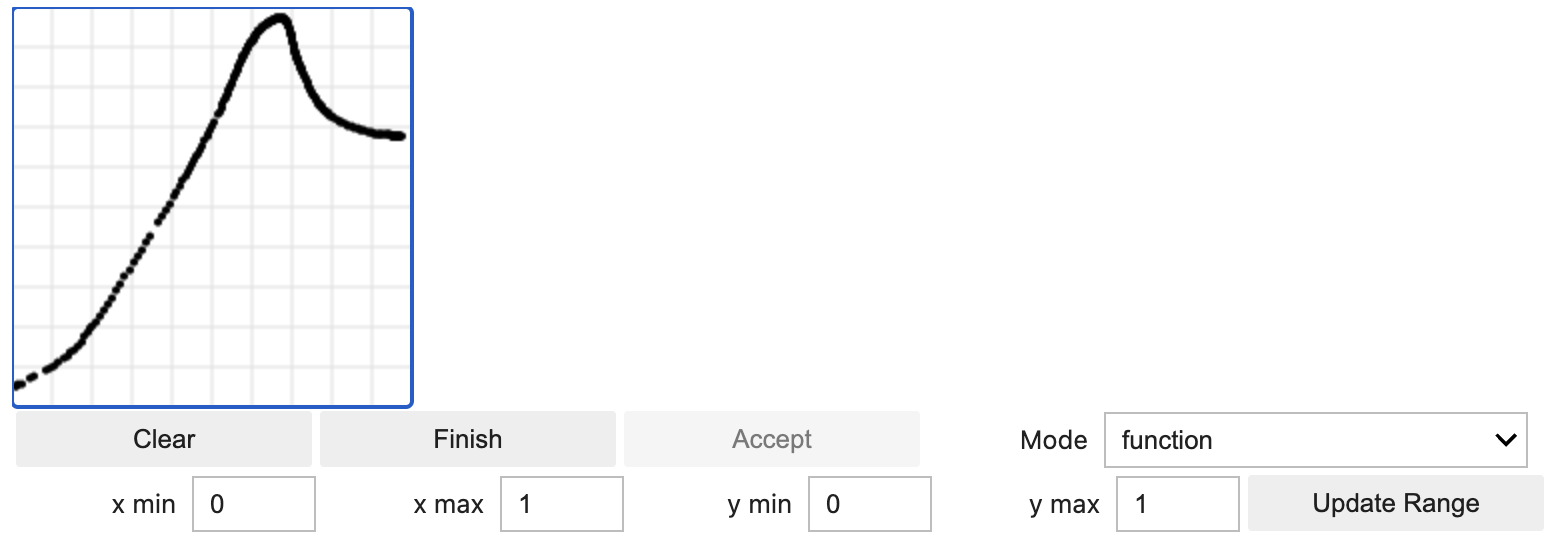 Clear Finish Accept Mode function
x min 0 x max 1 y min 0 y max 1 Update Range